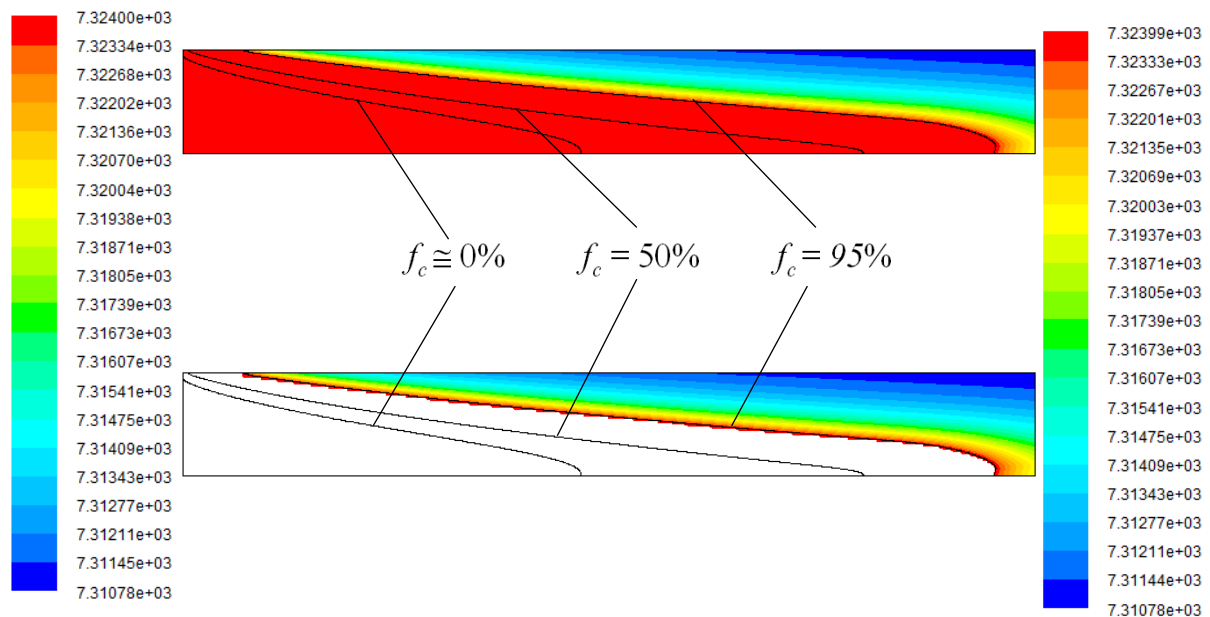 7.32400e+03
7.32334e+03
7.32268e+03
7.32202e+03
7.32136e+03
7.32070e+03
7.32004e+03
7.31938e+03
7.31871e+03
7.31805e+03
7.31739e+03
7.31673e+03
7.31607e+03
7.31541e+03
7.31475e+03
7.31409e+03
7.31343e+03
7.31277e+03
7.31211e+03
7.31145e+03
7.31078e+03
f_c ≅ 0%
f_c = 50%
f_c = 95%
7.32399e+03
7.32333e+03
7.32267e+03
7.32201e+03
7.32135e+03
7.32069e+03
7.32003e+03
7.31937e+03
7.31871e+03
7.31805e+03
7.31739e+03
7.31673e+03
7.31607e+03
7.31541e+03
7.31475e+03
7.31409e+03
7.31343e+03
7.31277e+03
7.31211e+03
7.31144e+03
7.31078e+03